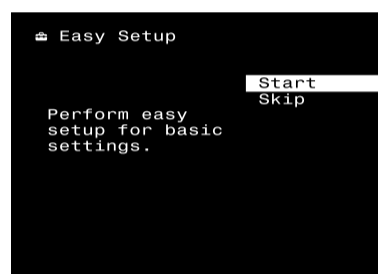 Easy Setup
Start
Skip
Perform easy
setup for basic
settings.